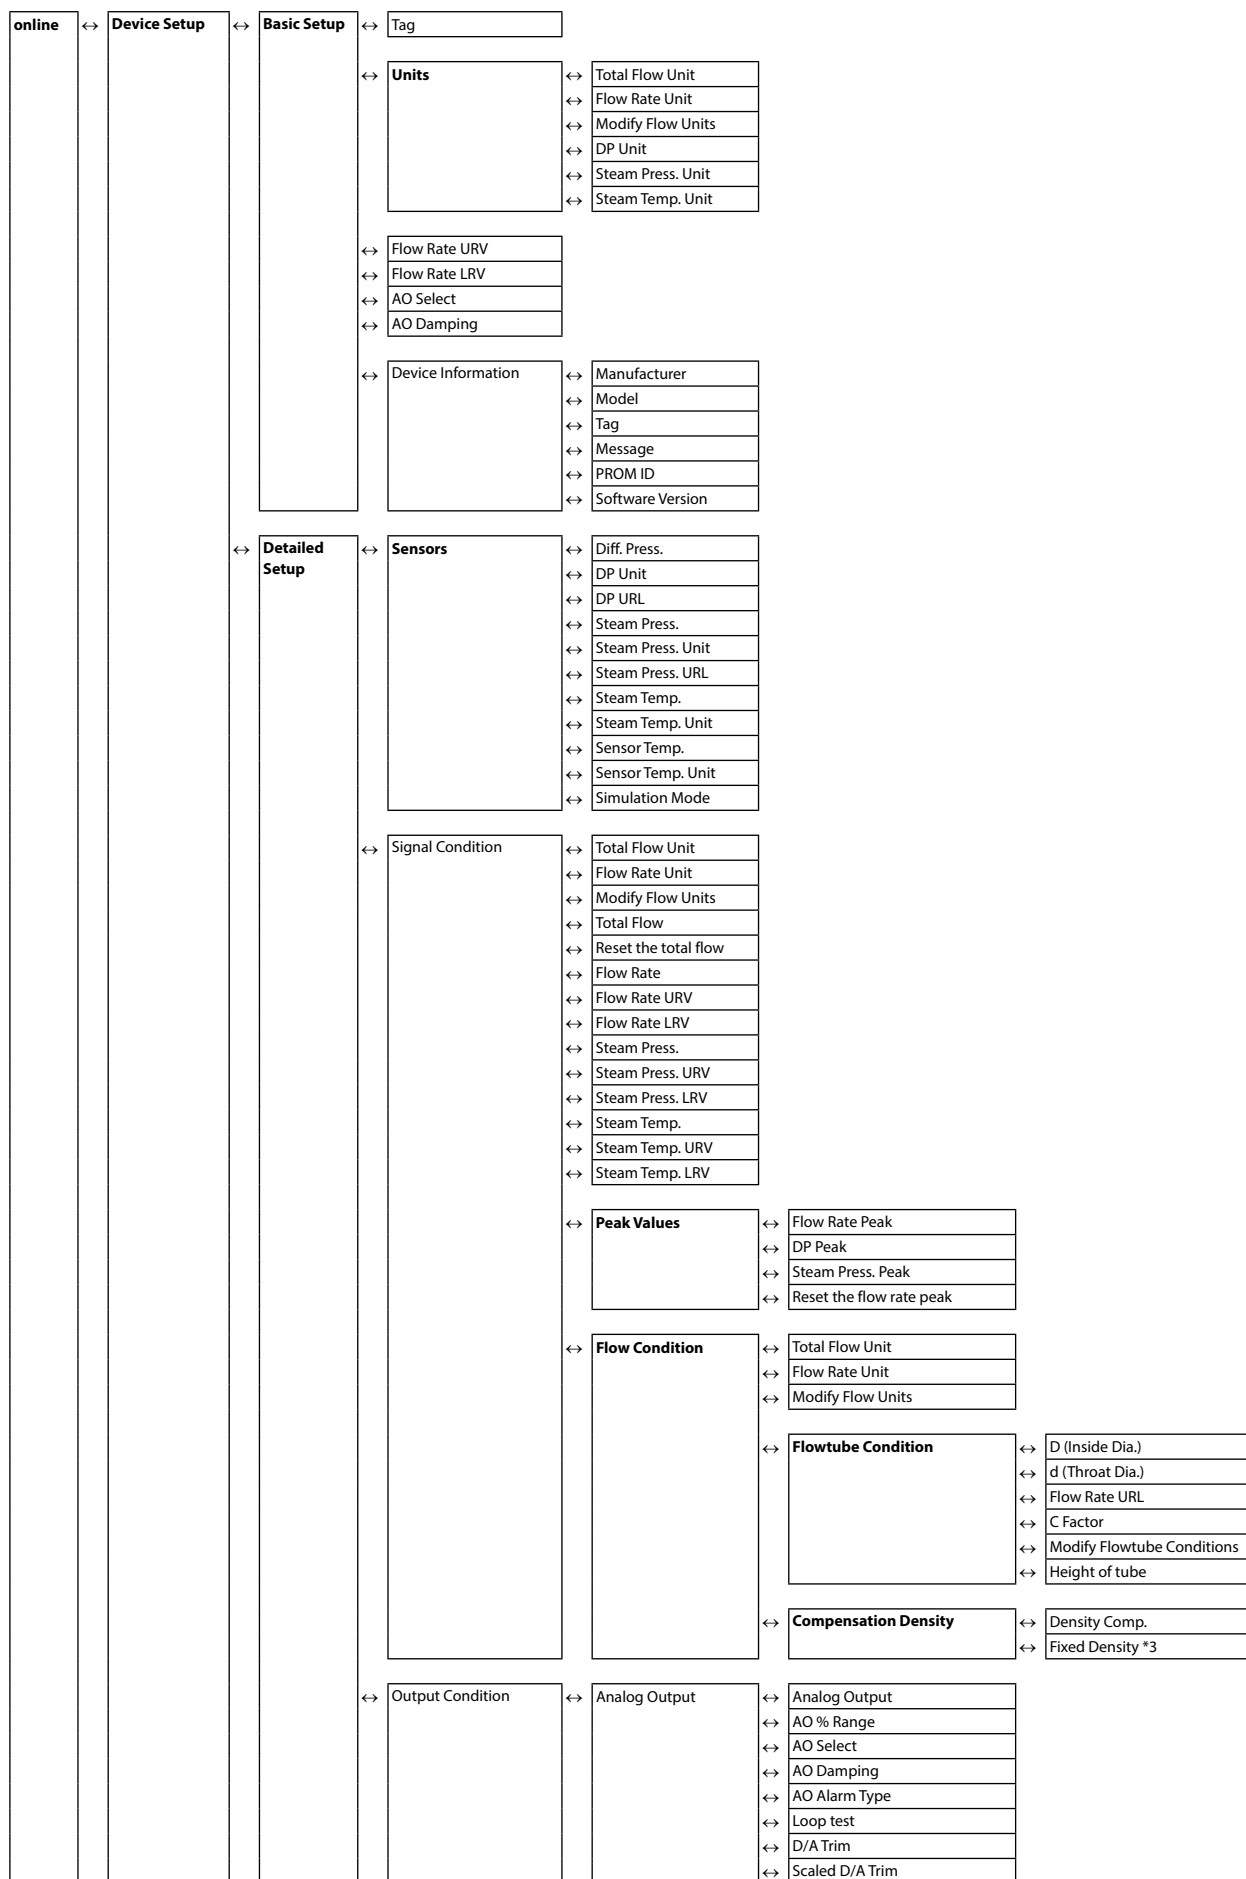 online ↔ Device Setup ↔ Basic Setup ↔ Tag
↔ Units ↔ Total Flow Unit
↔ Flow Rate Unit
↔ Modify Flow Units
↔ DP Unit
↔ Steam Press. Unit
↔ Steam Temp. Unit
↔ Flow Rate URV
↔ Flow Rate LRV
↔ AO Select
↔ AO Damping
↔ Device Information ↔ Manufacturer
↔ Model
↔ Tag
↔ Message
↔ PROM ID
↔ Software Version
↔ Detailed Setup ↔ Sensors ↔ Diff. Press.
↔ DP Unit
↔ DP URL
↔ Steam Press.
↔ Steam Press. Unit
↔ Steam Press. URL
↔ Steam Temp.
↔ Steam Temp. Unit
↔ Sensor Temp.
↔ Sensor Temp. Unit
↔ Simulation Mode
↔ Signal Condition ↔ Total Flow Unit
↔ Flow Rate Unit
↔ Modify Flow Units
↔ Total Flow
↔ Reset the total flow
↔ Flow Rate
↔ Flow Rate URV
↔ Flow Rate LRV
↔ Steam Press.
↔ Steam Press. URV
↔ Steam Press. LRV
↔ Steam Temp.
↔ Steam Temp. URV
↔ Steam Temp. LRV
↔ Peak Values ↔ Flow Rate Peak
↔ DP Peak
↔ Steam Press. Peak
↔ Reset the flow rate peak
↔ Flow Condition ↔ Total Flow Unit
↔ Flow Rate Unit
↔ Modify Flow Units
↔ Flowtube Condition ↔ D (Inside Dia.)
↔ d (Throat Dia.)
↔ Flow Rate URL
↔ C Factor
↔ Modify Flowtube Conditions
↔ Height of tube
↔ Compensation Density ↔ Density Comp.
↔ Fixed Density *3
↔ Output Condition ↔ Analog Output ↔ Analog Output
↔ AO % Range
↔ AO Select
↔ AO Damping
↔ AO Alarm Type
↔ Loop test
↔ D/A Trim
↔ Scaled D/A Trim